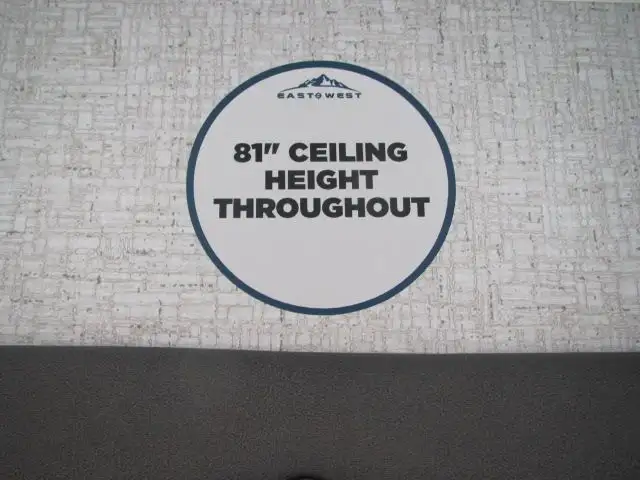 EAST TO WEST
81" CEILING
HEIGHT
THROUGHOUT